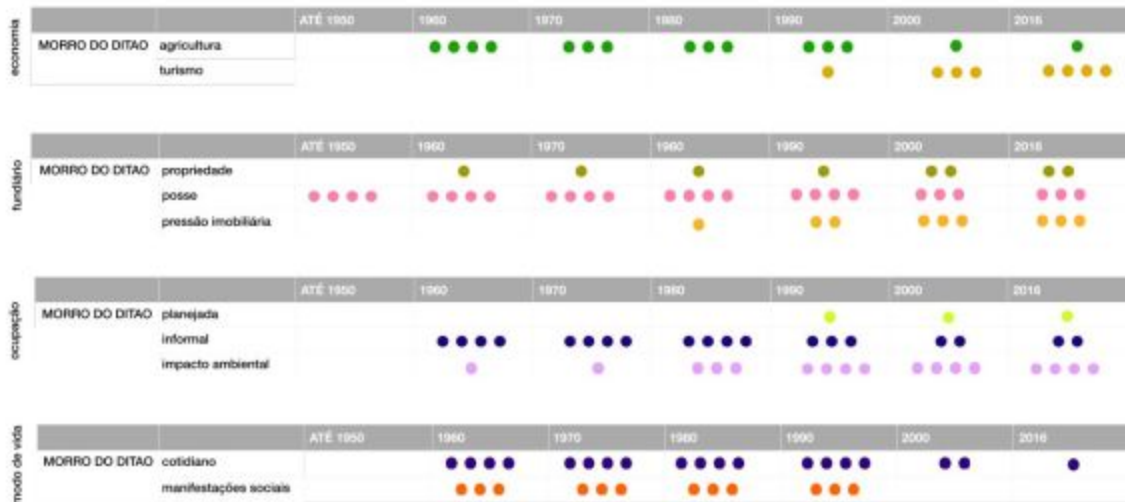 economia
ATÉ 1950 1960 1970 1980 1990 2000 2016
MORRO DO DITAO agricultura
turismo
fundiário
ATÉ 1950 1960 1970 1980 1990 2000 2016
MORRO DO DITAO propriedade
posse
pressão imobiliária
ocupação
ATÉ 1950 1960 1970 1980 1990 2000 2016
MORRO DO DITAO planejada
informal
impacto ambiental
modo de vida
ATÉ 1950 1960 1970 1980 1990 2000 2016
MORRO DO DITAO cotidiano
manifestações sociais